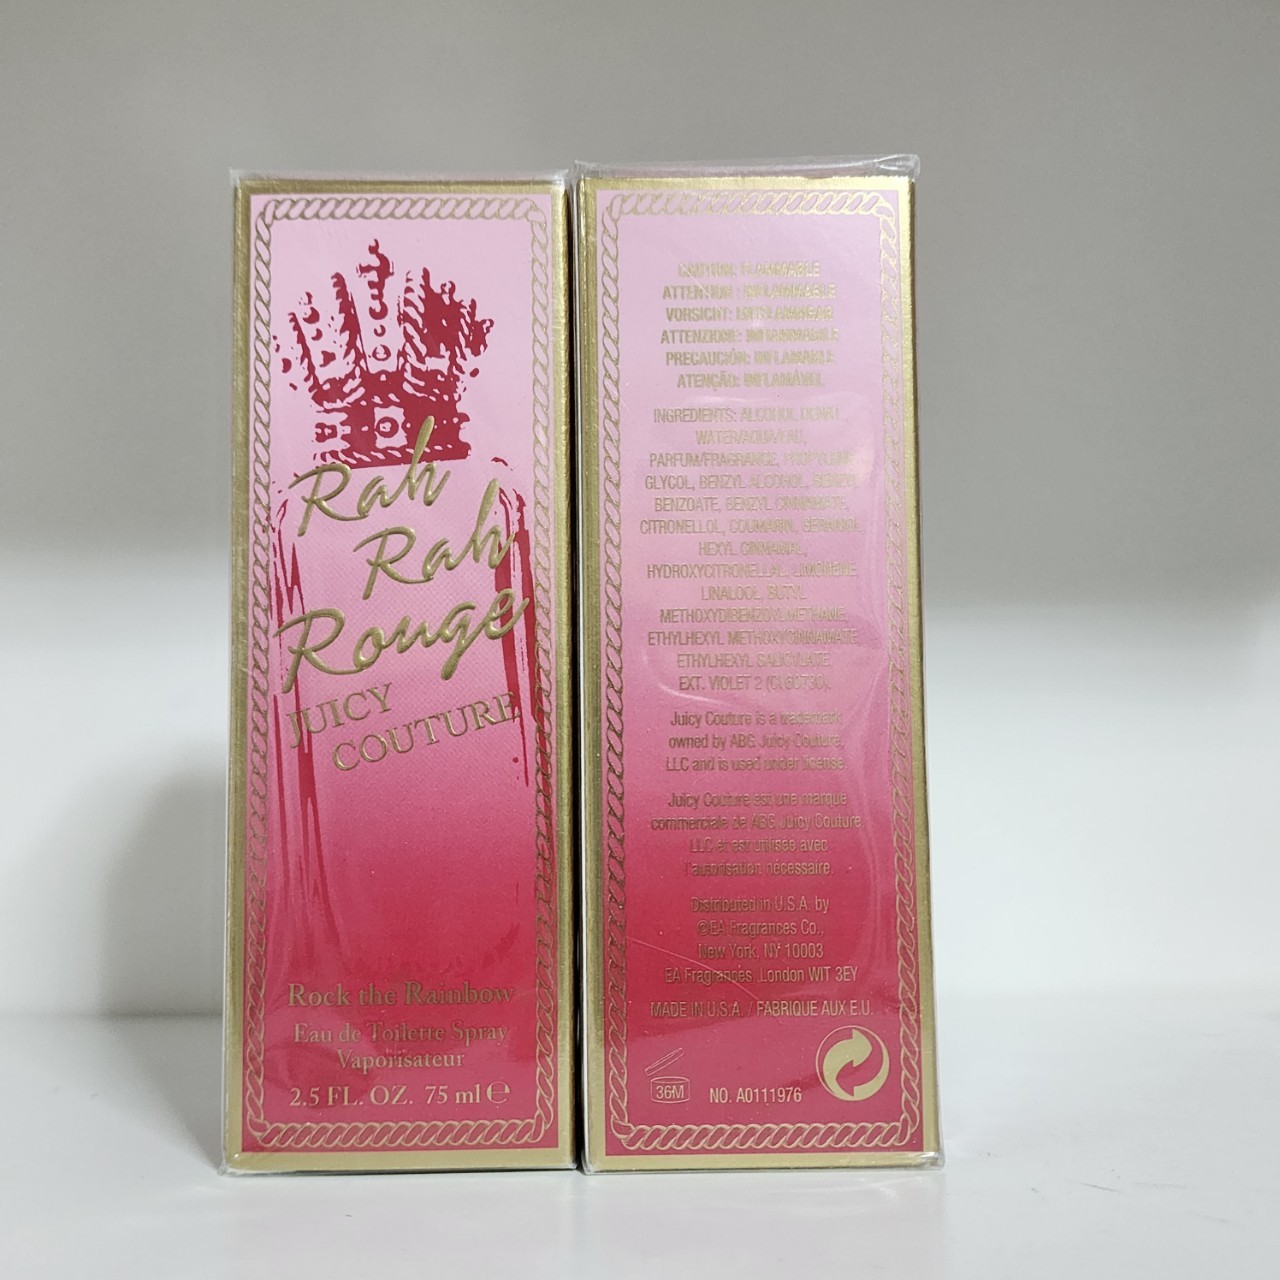 Rah
Rah
Rouge
JUICY
COUTURE
Rock the Rainbow
Eau de Toilette Spray
Vaporisateur
2.5 FL. OZ. 75 ml ℮
CAUTION: FLAMMABLE
ATTENTION : INFLAMMABLE
VORSICHT: ENTFLAMMBAR
ATTENZIONE: INFIAMMABILE
PRECAUCIÓN: INFLAMABLE
ATENÇÃO: INFLAMÁVEL
INGREDIENTS: ALCOHOL DENAT.,
WATER/AQUA/EAU,
PARFUM/FRAGRANCE, PROPYLENE
GLYCOL, BENZYL ALCOHOL, BENZYL
BENZOATE, BENZYL CINNAMATE,
CITRONELLOL, COUMARIN, GERANIOL,
HEXYL CINNAMAL,
HYDROXYCITRONELLAL, LIMONENE,
LINALOOL, BUTYL
METHOXYDIBENZOYLMETHANE,
ETHYLHEXYL METHOXYCINNAMATE,
ETHYLHEXYL SALICYLATE,
EXT. VIOLET 2 (CI 60730).
Juicy Couture is a trademark
owned by ABG Juicy Couture,
LLC and is used under license.
Juicy Couture est une marque
commerciale de ABG Juicy Couture,
LLC et est utilisée avec
l'autorisation nécessaire.
Distributed in U.S.A. by
©EA Fragrances Co.,
New York, NY 10003
EA Fragrances, London W1T 3EY
MADE IN U.S.A. / FABRIQUE AUX E.U.
36M
NO. A0111976